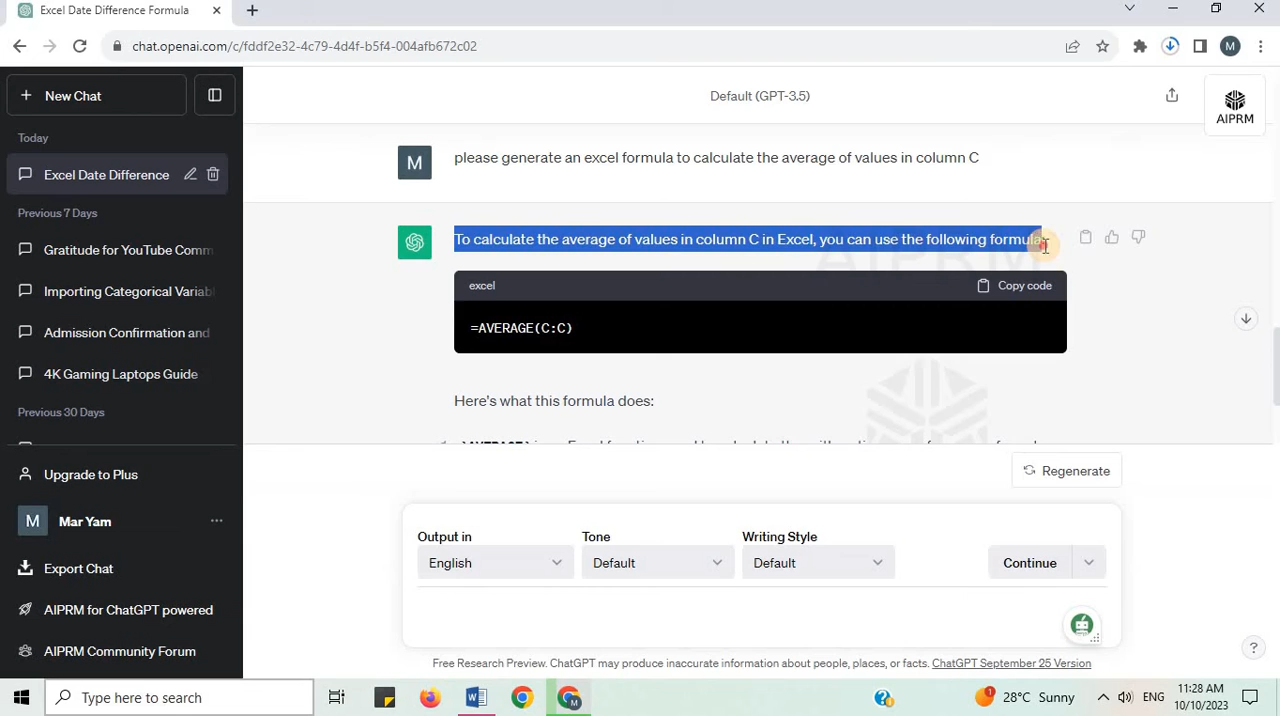 Excel Date Difference Formula
chat.openai.com/c/fddf2e32-4c79-4d4f-b5f4-004afb672c02
M
New Chat
Default (GPT-3.5)
AIPRM
Today
Excel Date Difference
Previous 7 Days
Gratitude for YouTube Comm
Importing Categorical Variab
Admission Confirmation and
4K Gaming Laptops Guide
Previous 30 Days
Upgrade to Plus
M
Mar Yam
Export Chat
AIPRM for ChatGPT powered
AIPRM Community Forum
M
please generate an excel formula to calculate the average of values in column C
To calculate the average of values in column C in Excel, you can use the following formula
AIPRM
excel
Copy code
=AVERAGE(C:C)
Here's what this formula does:
Regenerate
Output in
Tone
Writing Style
English
Default
Default
Continue
Free Research Preview. ChatGPT may produce inaccurate information about people, places, or facts. ChatGPT September 25 Version
?
Type here to search
M
?
1
28°C Sunny
ENG
11:28 AM
10/10/2023